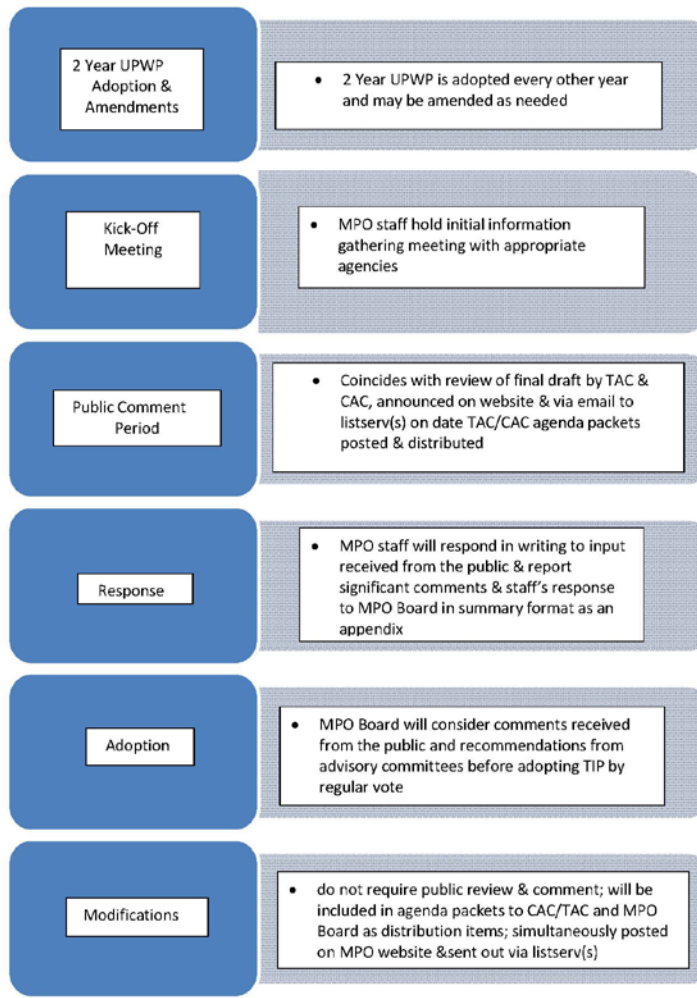 2 Year UPWP
Adoption &
Amendments
• 2 Year UPWP is adopted every other year
and may be amended as needed
Kick-Off
Meeting
• MPO staff hold initial information
gathering meeting with appropriate
agencies
Public Comment
Period
• Coincides with review of final draft by TAC &
CAC, announced on website & via email to
listserv(s) on date TAC/CAC agenda packets
posted & distributed
Response
• MPO staff will respond in writing to input
received from the public & report
significant comments & staff's response
to MPO Board in summary format as an
appendix
Adoption
• MPO Board will consider comments received
from the public and recommendations from
advisory committees before adopting TIP by
regular vote
Modifications
• do not require public review & comment; will be
included in agenda packets to CAC/TAC and MPO
Board as distribution items; simultaneously posted
on MPO website &sent out via listserv(s)